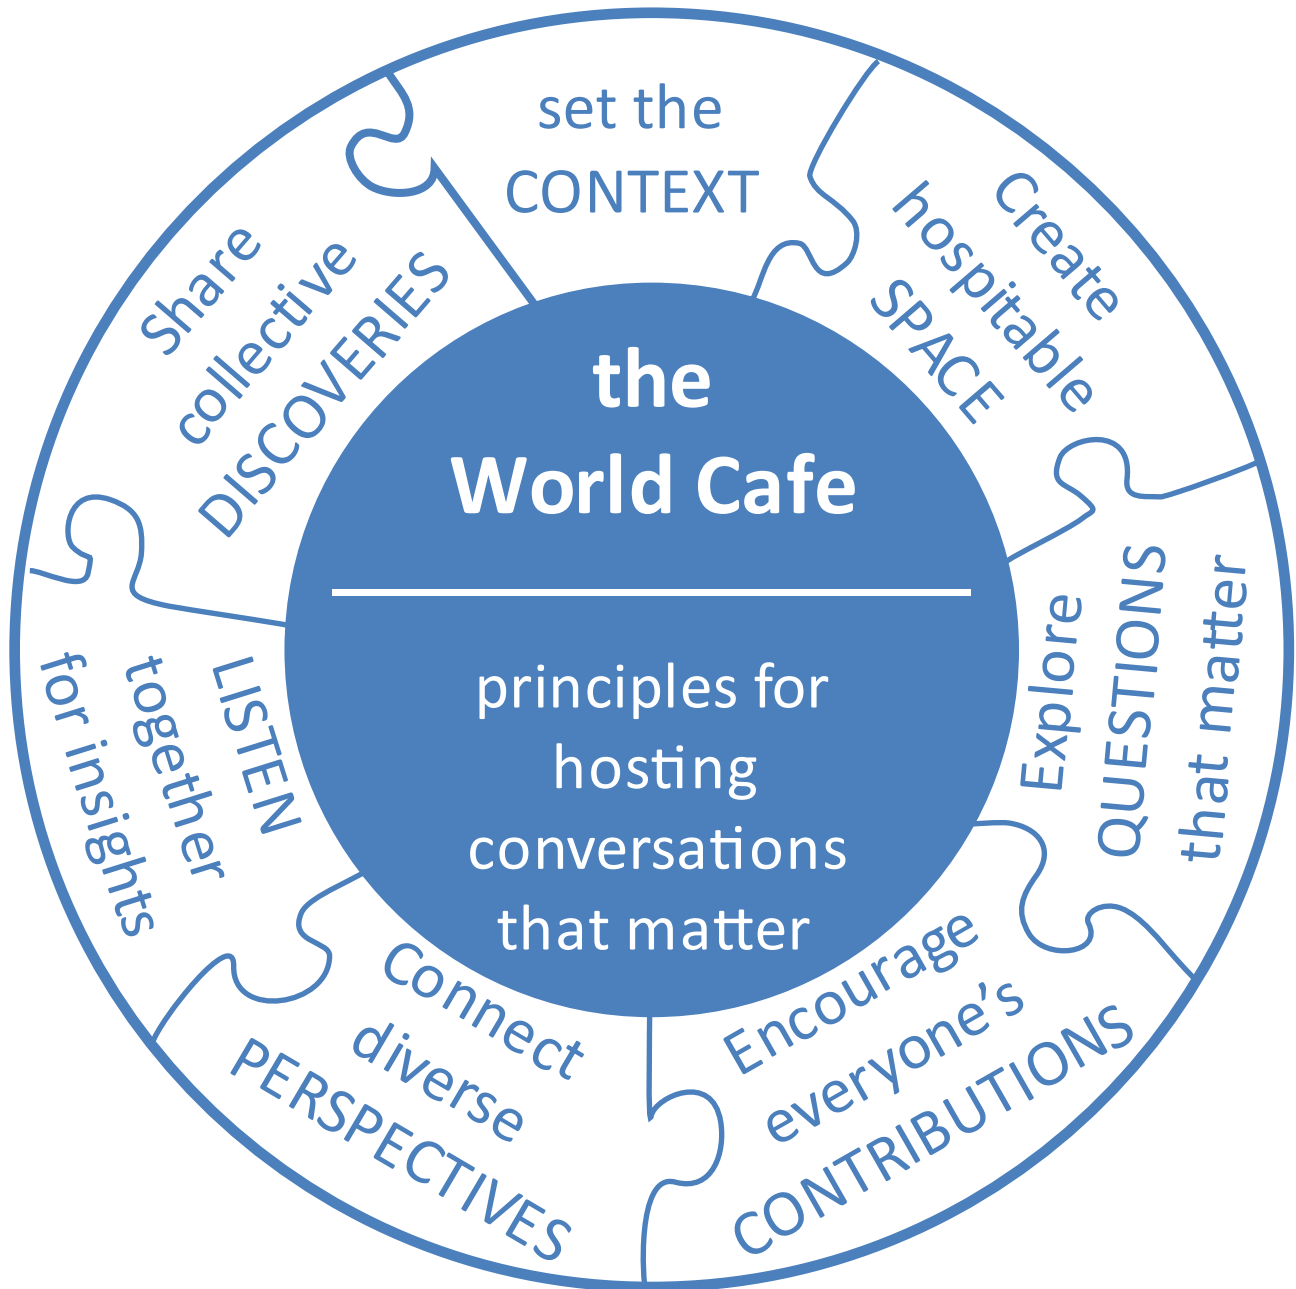 set the
CONTEXT
Create
hospitable
SPACE
Explore
QUESTIONS
that matter
Encourage
everyone’s
CONTRIBUTIONS
Connect
diverse
PERSPECTIVES
LISTEN
together
for insights
Share
collective
DISCOVERIES
the
World Cafe
principles for
hosting
conversations
that matter